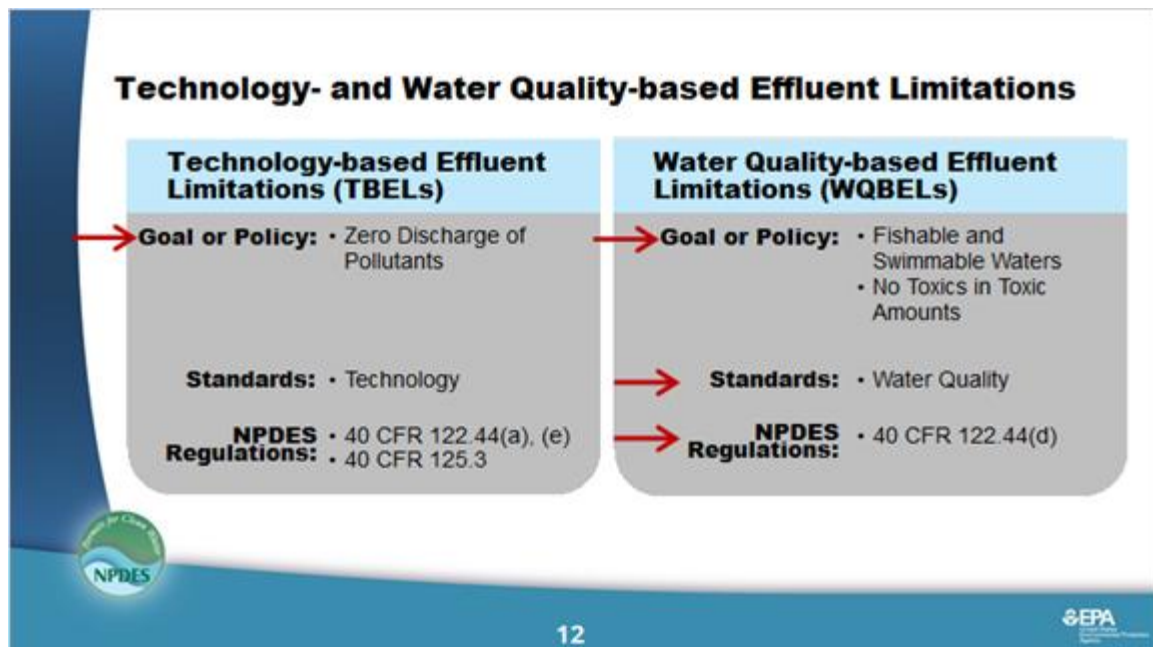 Technology- and Water Quality-based Effluent Limitations
Technology-based Effluent
Limitations (TBELs)
Goal or Policy: • Zero Discharge of
Pollutants
Standards: • Technology
NPDES • 40 CFR 122.44(a), (e)
Regulations: • 40 CFR 125.3
Water Quality-based Effluent
Limitations (WQBELs)
Goal or Policy: • Fishable and
Swimmable Waters
• No Toxics in Toxic
Amounts
Standards: • Water Quality
NPDES • 40 CFR 122.44(d)
Regulations:
NPDES
12
EPA